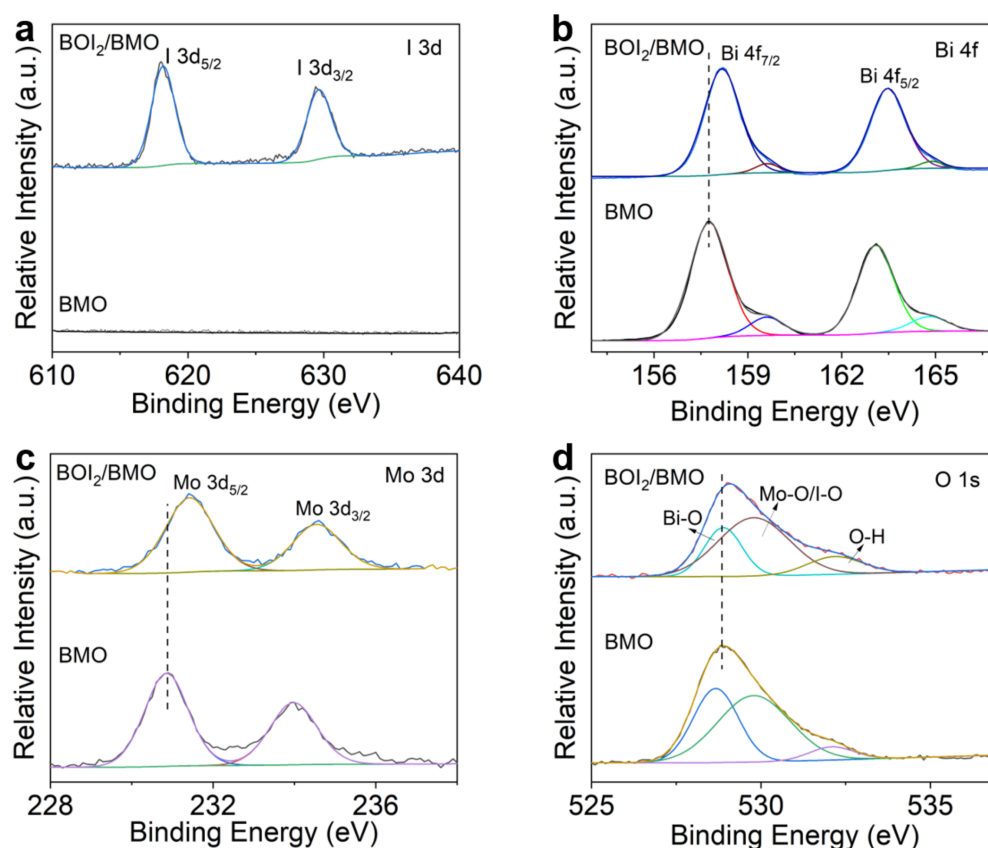 a
BOI₂/BMO
I 3d
I 3d₅/₂
I 3d₃/₂
BMO
Relative Intensity (a.u.)
610 620 630 640
Binding Energy (eV)
b
BOI₂/BMO
Bi 4f
Bi 4f₇/₂
Bi 4f₅/₂
BMO
Relative Intensity (a.u.)
156 159 162 165
Binding Energy (eV)
c
BOI₂/BMO
Mo 3d
Mo 3d₅/₂
Mo 3d₃/₂
BMO
Relative Intensity (a.u.)
228 232 236
Binding Energy (eV)
d
BOI₂/BMO
O 1s
Mo-O/I-O
Bi-O
O-H
BMO
Relative Intensity (a.u.)
525 530 535
Binding Energy (eV)